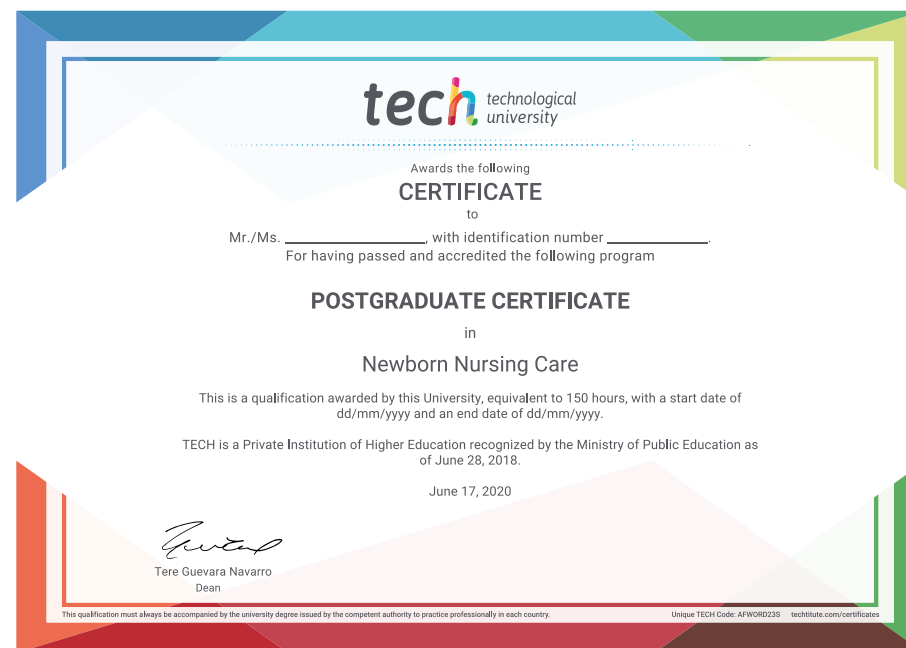 tech technological
university
Awards the following
CERTIFICATE
to
Mr./Ms. ____________________, with identification number ______________.
For having passed and accredited the following program
POSTGRADUATE CERTIFICATE
in
Newborn Nursing Care
This is a qualification awarded by this University, equivalent to 150 hours, with a start date of
dd/mm/yyyy and an end date of dd/mm/yyyy.
TECH is a Private Institution of Higher Education recognized by the Ministry of Public Education as
of June 28, 2018.
June 17, 2020
Tere Guevara Navarro
Dean
This qualification must always be accompanied by the university degree issued by the competent authority to practice professionally in each country. Unique TECH Code: AFWORD23S techtitute.com/certificates